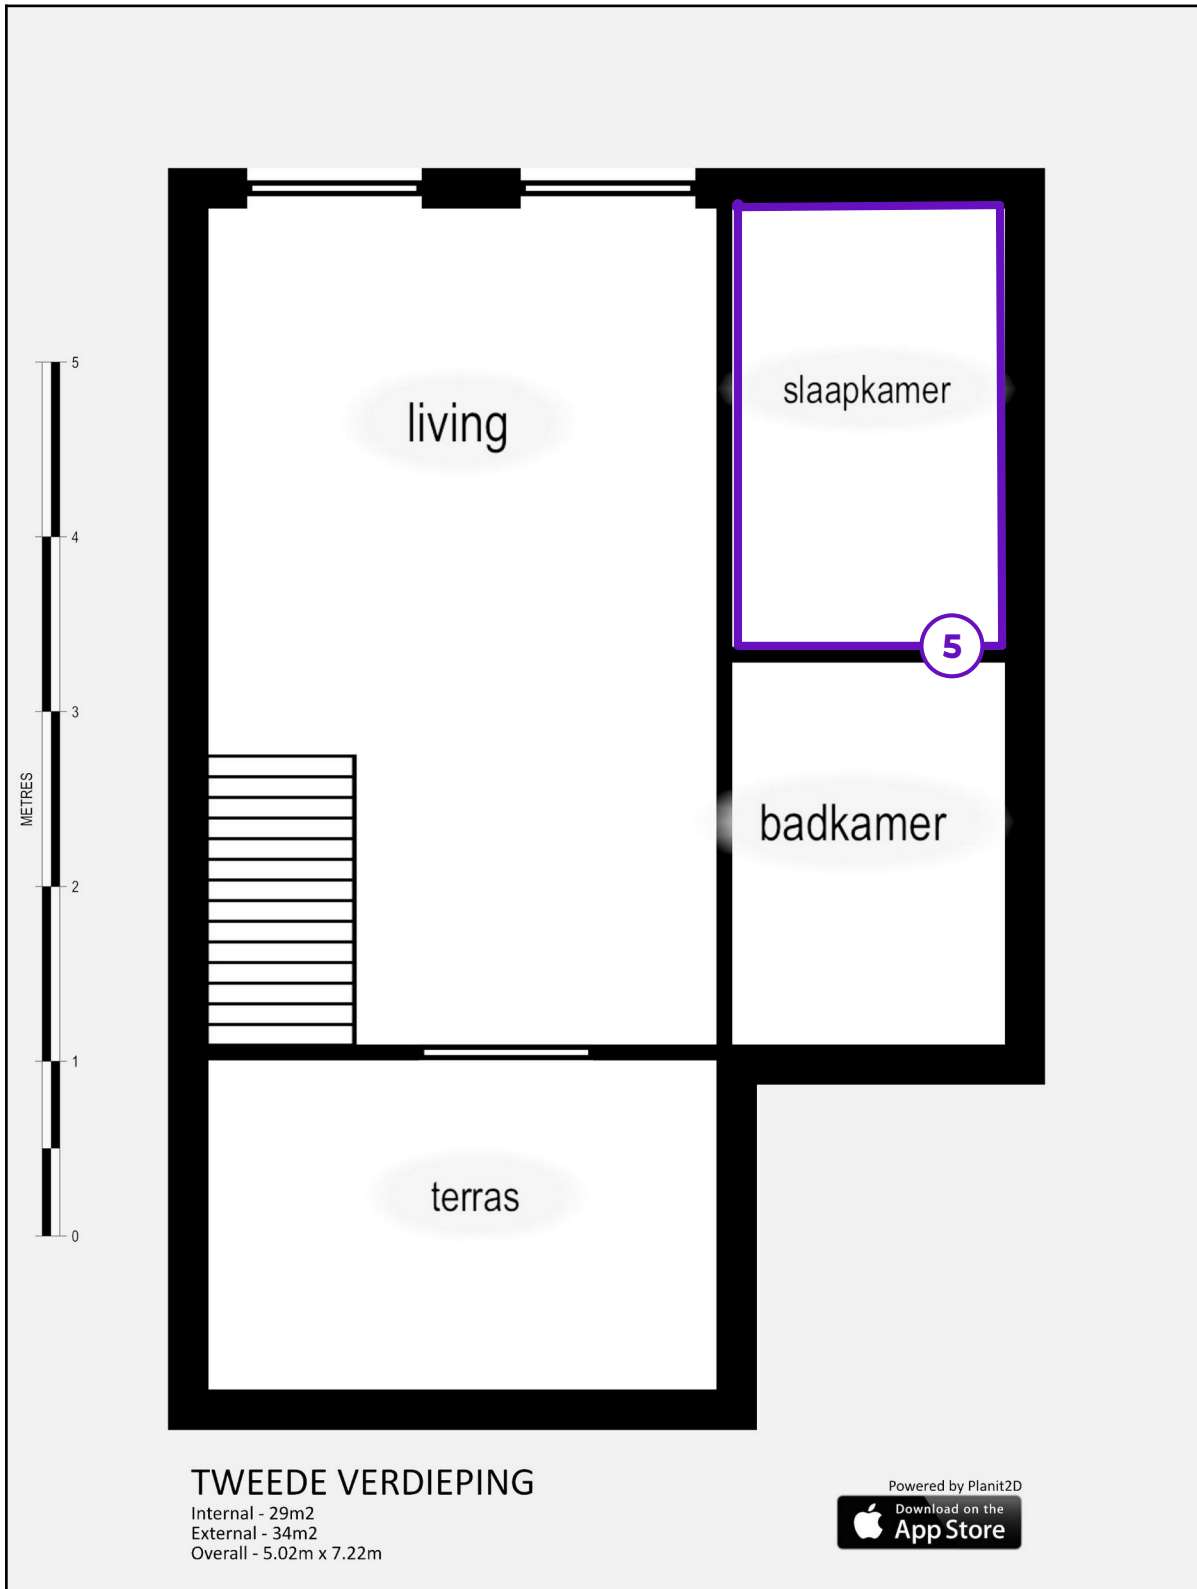 living
slaapkamer
5
4
3
2
1
0
METRES
5
badkamer
terras
TWEEDE VERDIEPING
Internal - 29m2
External - 34m2
Overall - 5.02m x 7.22m
Powered by Planit2D
Download on the
App Store